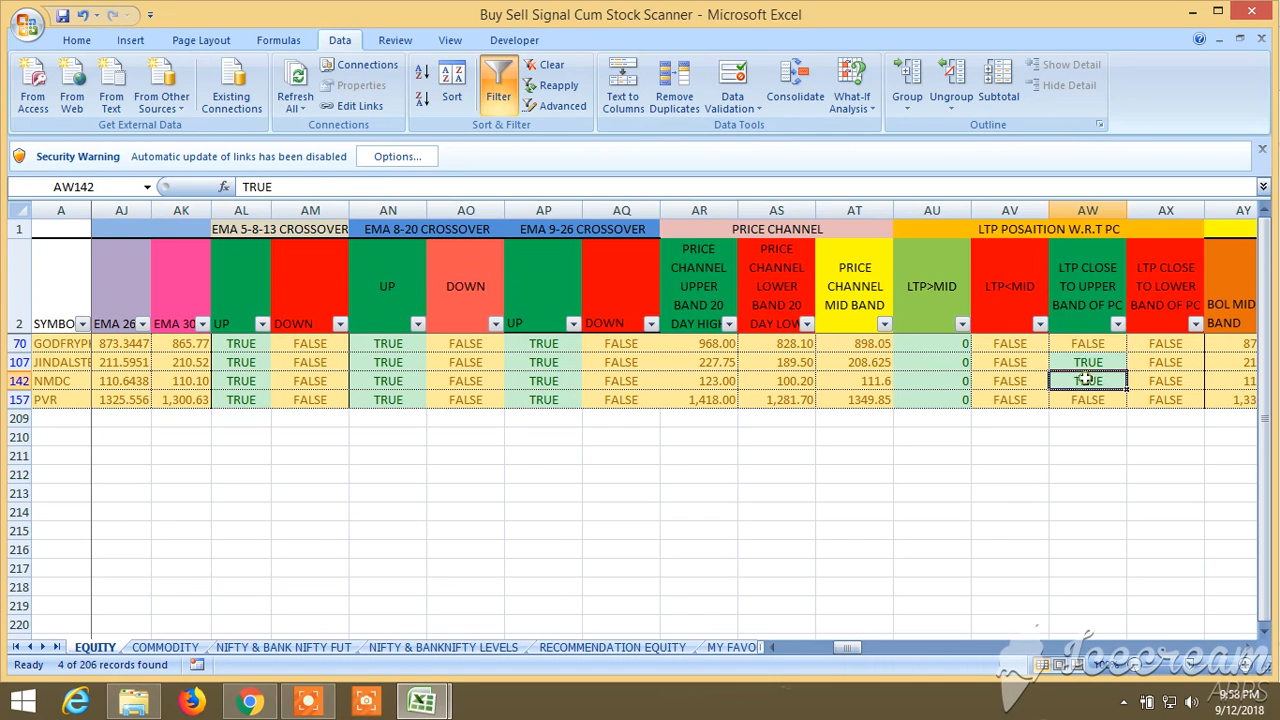 Buy Sell Signal Cum Stock Scanner - Microsoft Excel
Home Insert Page Layout Formulas Data Review View Developer
From Access
From Web
From Text
From Other Sources
Existing Connections
Get External Data
Refresh All
Connections
Properties
Edit Links
Connections
Sort
Filter
Clear
Reapply
Advanced
Sort & Filter
Text to Columns
Remove Duplicates
Data Validation
Consolidate
What-If Analysis
Data Tools
Group
Ungroup
Subtotal
Show Detail
Hide Detail
Outline
Security Warning Automatic update of links has been disabled Options...
AW142 fx TRUE
A AJ AK AL AM AN AO AP AQ AR AS AT AU AV AW AX AY
1 EMA 5-8-13 CROSSOVER EMA 8-20 CROSSOVER EMA 9-26 CROSSOVER PRICE CHANNEL LTP POSAITION W.R.T PC
2 SYMBO EMA 26 EMA 30 UP DOWN UP DOWN UP DOWN PRICE CHANNEL UPPER BAND 20 DAY HIGH PRICE CHANNEL LOWER BAND 20 DAY LOW PRICE CHANNEL MID BAND LTP>MID LTP<MID LTP CLOSE TO UPPER BAND OF PC LTP CLOSE TO LOWER BAND OF PC BOL MID BAND
70 GODFRYPH 873.3447 865.77 TRUE FALSE TRUE FALSE TRUE FALSE 968.00 828.10 898.05 0 FALSE FALSE FALSE 87
107 JINDALSTE 211.5951 210.52 TRUE FALSE TRUE FALSE TRUE FALSE 227.75 189.50 208.625 0 FALSE TRUE FALSE 21
142 NMDC 110.6438 110.10 TRUE FALSE TRUE FALSE TRUE FALSE 123.00 100.20 111.6 0 FALSE TRUE FALSE 11
157 PVR 1325.556 1,300.63 TRUE FALSE TRUE FALSE TRUE FALSE 1,418.00 1,281.70 1349.85 0 FALSE FALSE FALSE 1,33
209
210
211
212
213
214
215
216
217
218
219
220
EQUITY COMMODITY NIFTY & BANK NIFTY FUT NIFTY & BANKNIFTY LEVELS RECOMMENDATION EQUITY MY FAVO
Ready 4 of 206 records found
Icecream
APPS
9:58 PM
9/12/2018